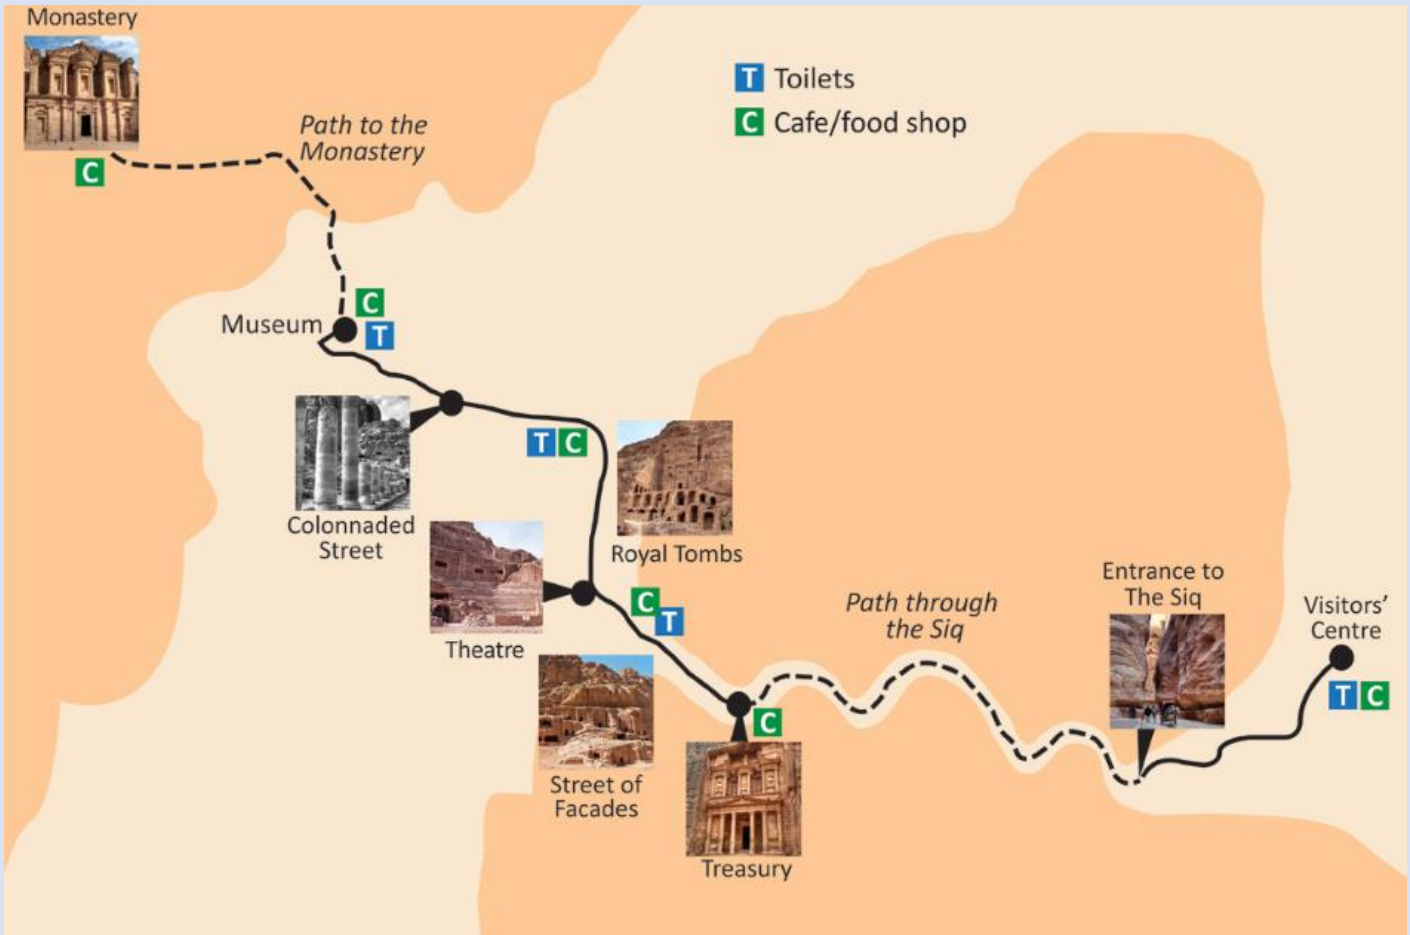 Monastery
T Toilets
C Cafe/food shop
Path to the
Monastery
C
C
Museum
T
T C
Colonnaded
Street
Royal Tombs
Entrance to
The Siq
Path through
the Siq
Visitors’
Centre
C
T
Theatre
T C
C
Street of
Facades
Treasury